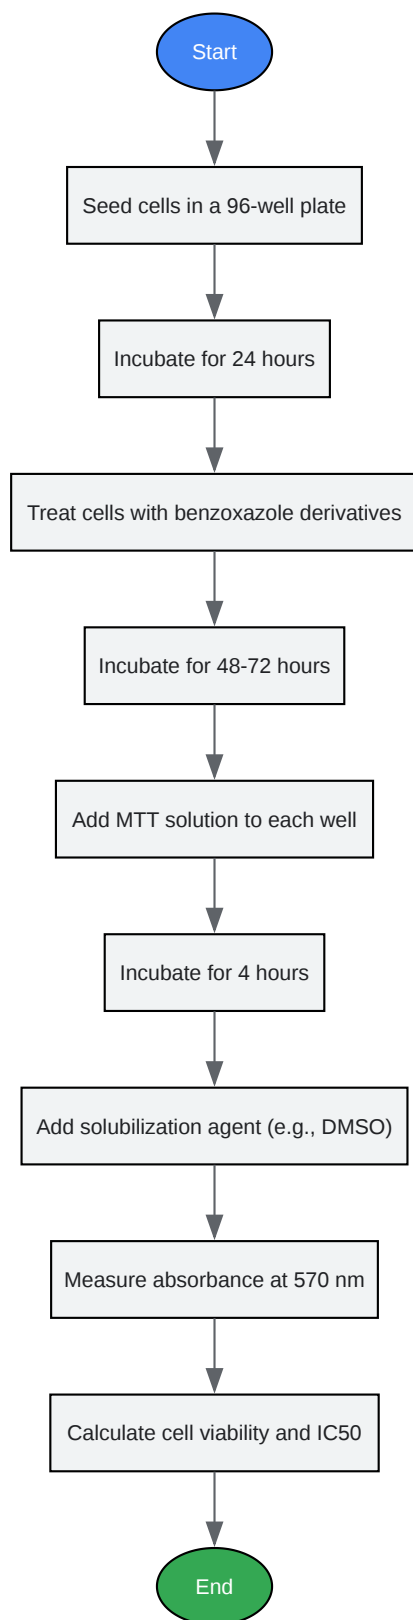 Start
Seed cells in a 96-well plate
Incubate for 24 hours
Treat cells with benzoxazole derivatives
Incubate for 48-72 hours
Add MTT solution to each well
Incubate for 4 hours
Add solubilization agent (e.g., DMSO)
Measure absorbance at 570 nm
Calculate cell viability and IC50
End